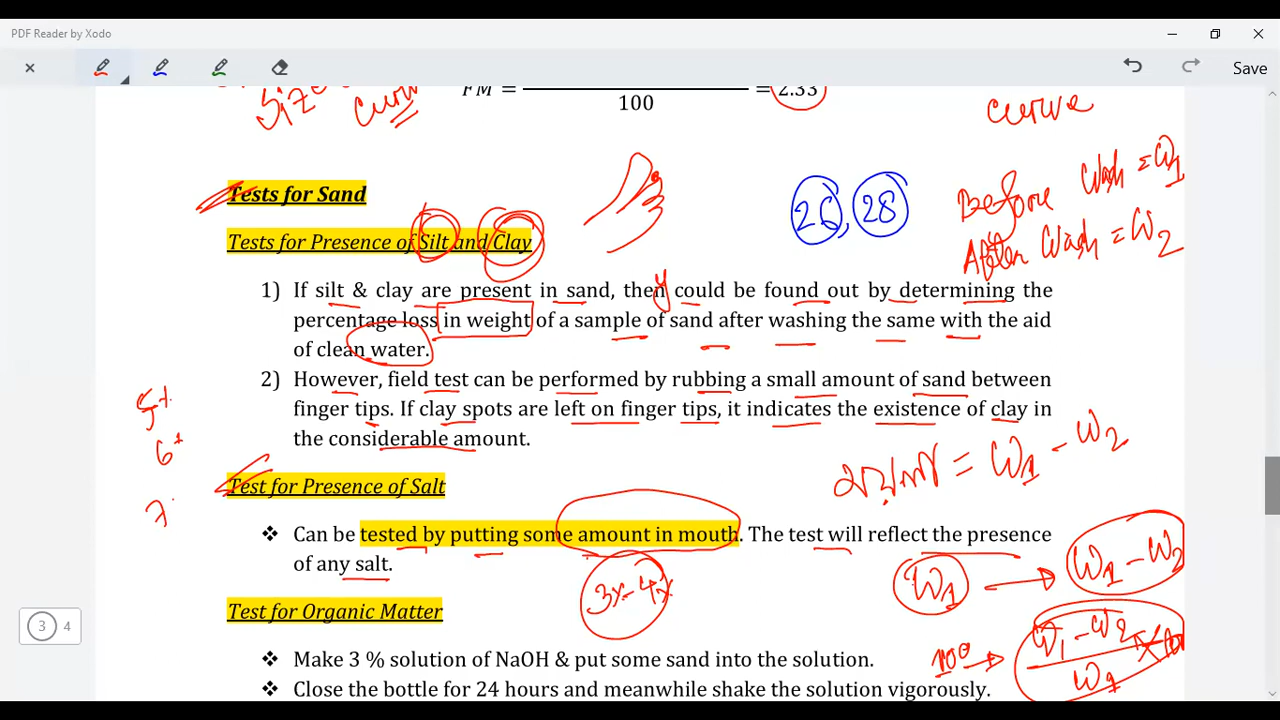 PDF Reader by Xodo
Save
Size
curve
FM = 
100
= 2.33
curve
Tests for Sand
26, 28
Before Wash = W1
After Wash = W2
Tests for Presence of Silt and Clay
1) If silt & clay are present in sand, they could be found out by determining the
percentage loss in weight of a sample of sand after washing the same with the aid
of clean water.
2) However, field test can be performed by rubbing a small amount of sand between
finger tips. If clay spots are left on finger tips, it indicates the existence of clay in
the considerable amount.
= W1 - W2
Test for Presence of Salt
❖ Can be tested by putting some amount in mouth. The test will reflect the presence
of any salt.
W1 → W1 - W2
3x-4x
Test for Organic Matter
100 → W1 - W2
W1
3 4
❖ Make 3 % solution of NaOH & put some sand into the solution.
❖ Close the bottle for 24 hours and meanwhile shake the solution vigorously.